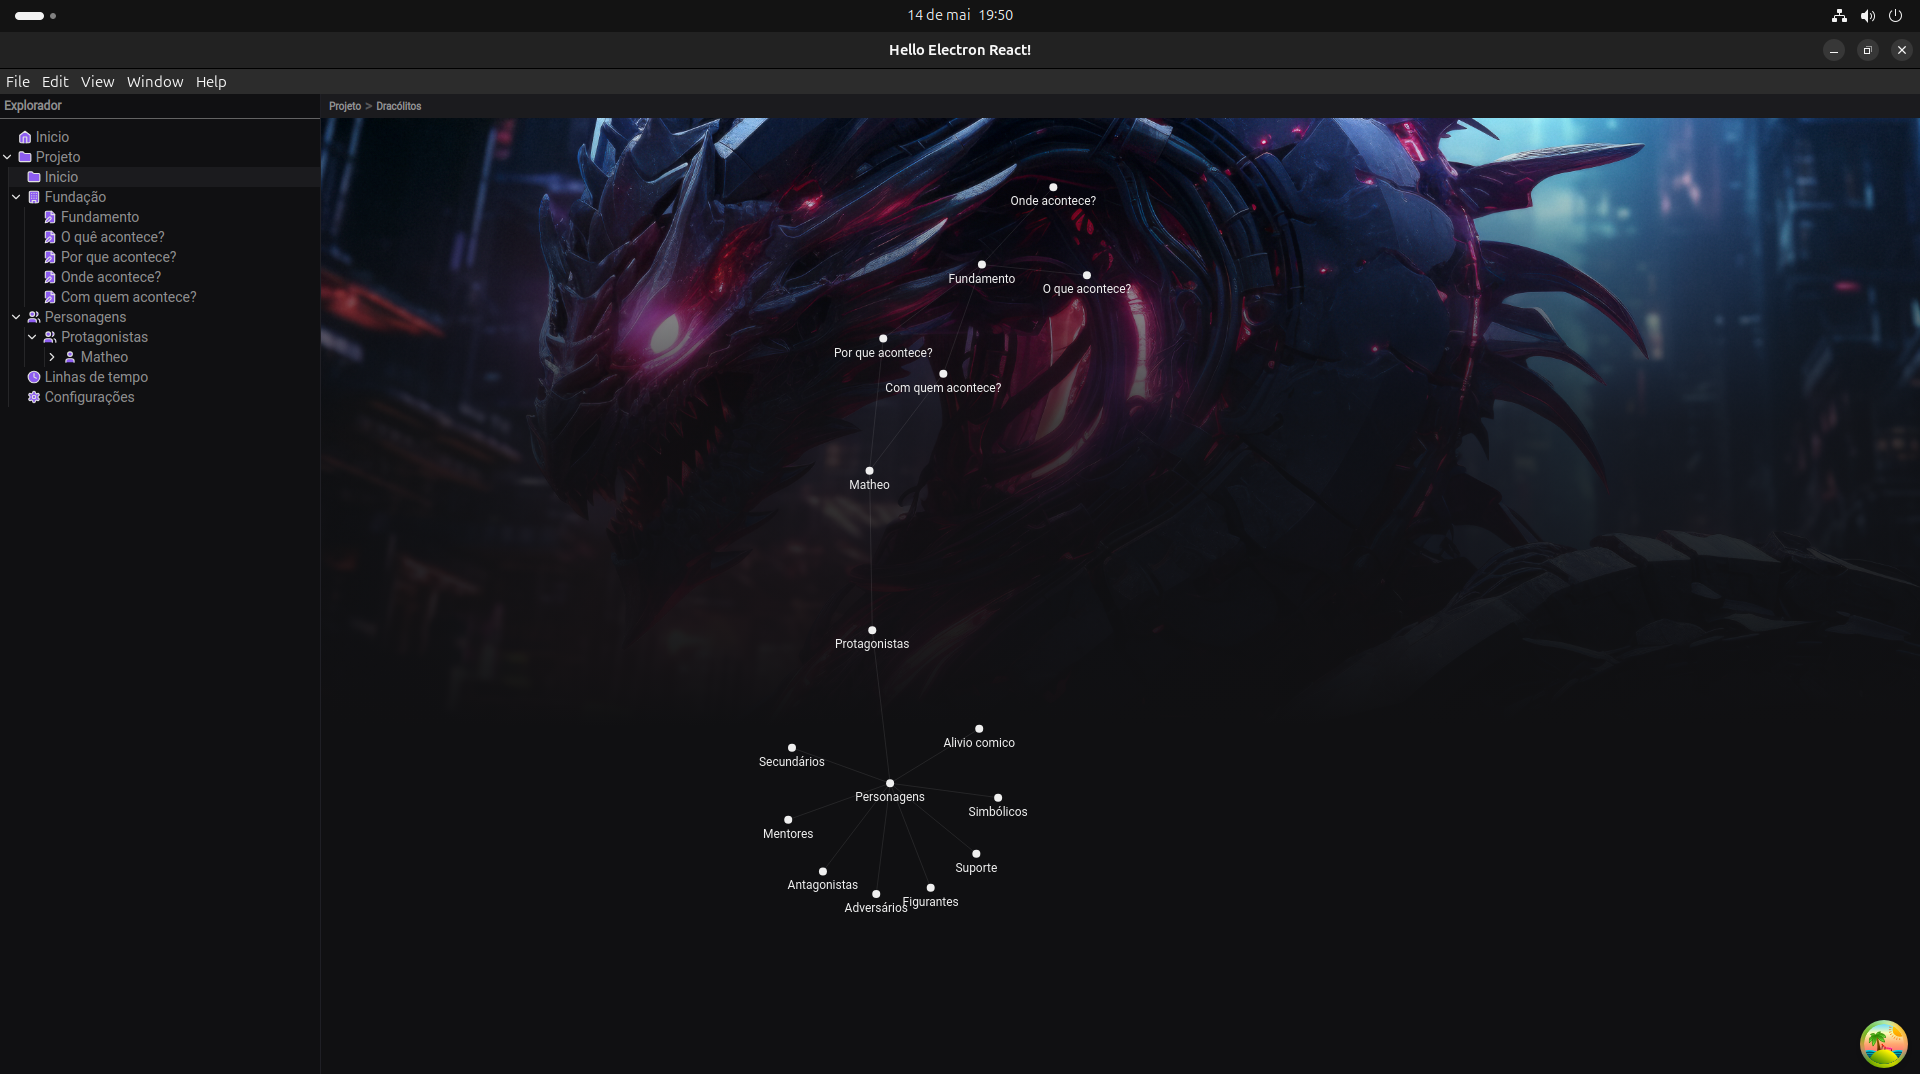 14 de mai 19:50
Hello Electron React!
File Edit View Window Help
Explorador
Projeto > Dracólitos
Inicio
Projeto
Inicio
Fundação
Fundamento
O quê acontece?
Por que acontece?
Onde acontece?
Com quem acontece?
Personagens
Protagonistas
Matheo
Linhas de tempo
Configurações
Onde acontece?
Fundamento
O que acontece?
Por que acontece?
Com quem acontece?
Matheo
Protagonistas
Alivio comico
Secundários
Personagens
Simbólicos
Mentores
Suporte
Antagonistas
Adversários
Figurantes